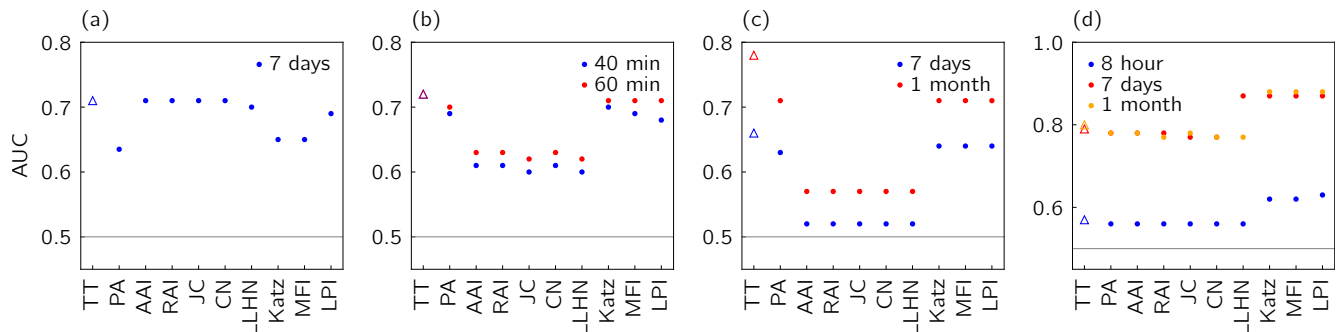 (a)
(b)
(c)
(d)
AUC
0.8
0.7
0.6
0.5
7 days
TT
PA
AAI
RAI
JC
CN
_LHN
Katz
MFI
LPI
0.8
0.7
0.6
0.5
40 min
60 min
TT
PA
AAI
RAI
JC
CN
_LHN
Katz
MFI
LPI
0.8
0.7
0.6
0.5
7 days
1 month
TT
PA
AAI
RAI
JC
CN
_LHN
Katz
MFI
LPI
1.0
0.8
0.6
8 hour
7 days
1 month
TT
PA
AAI
RAI
JC
CN
_LHN
Katz
MFI
LPI